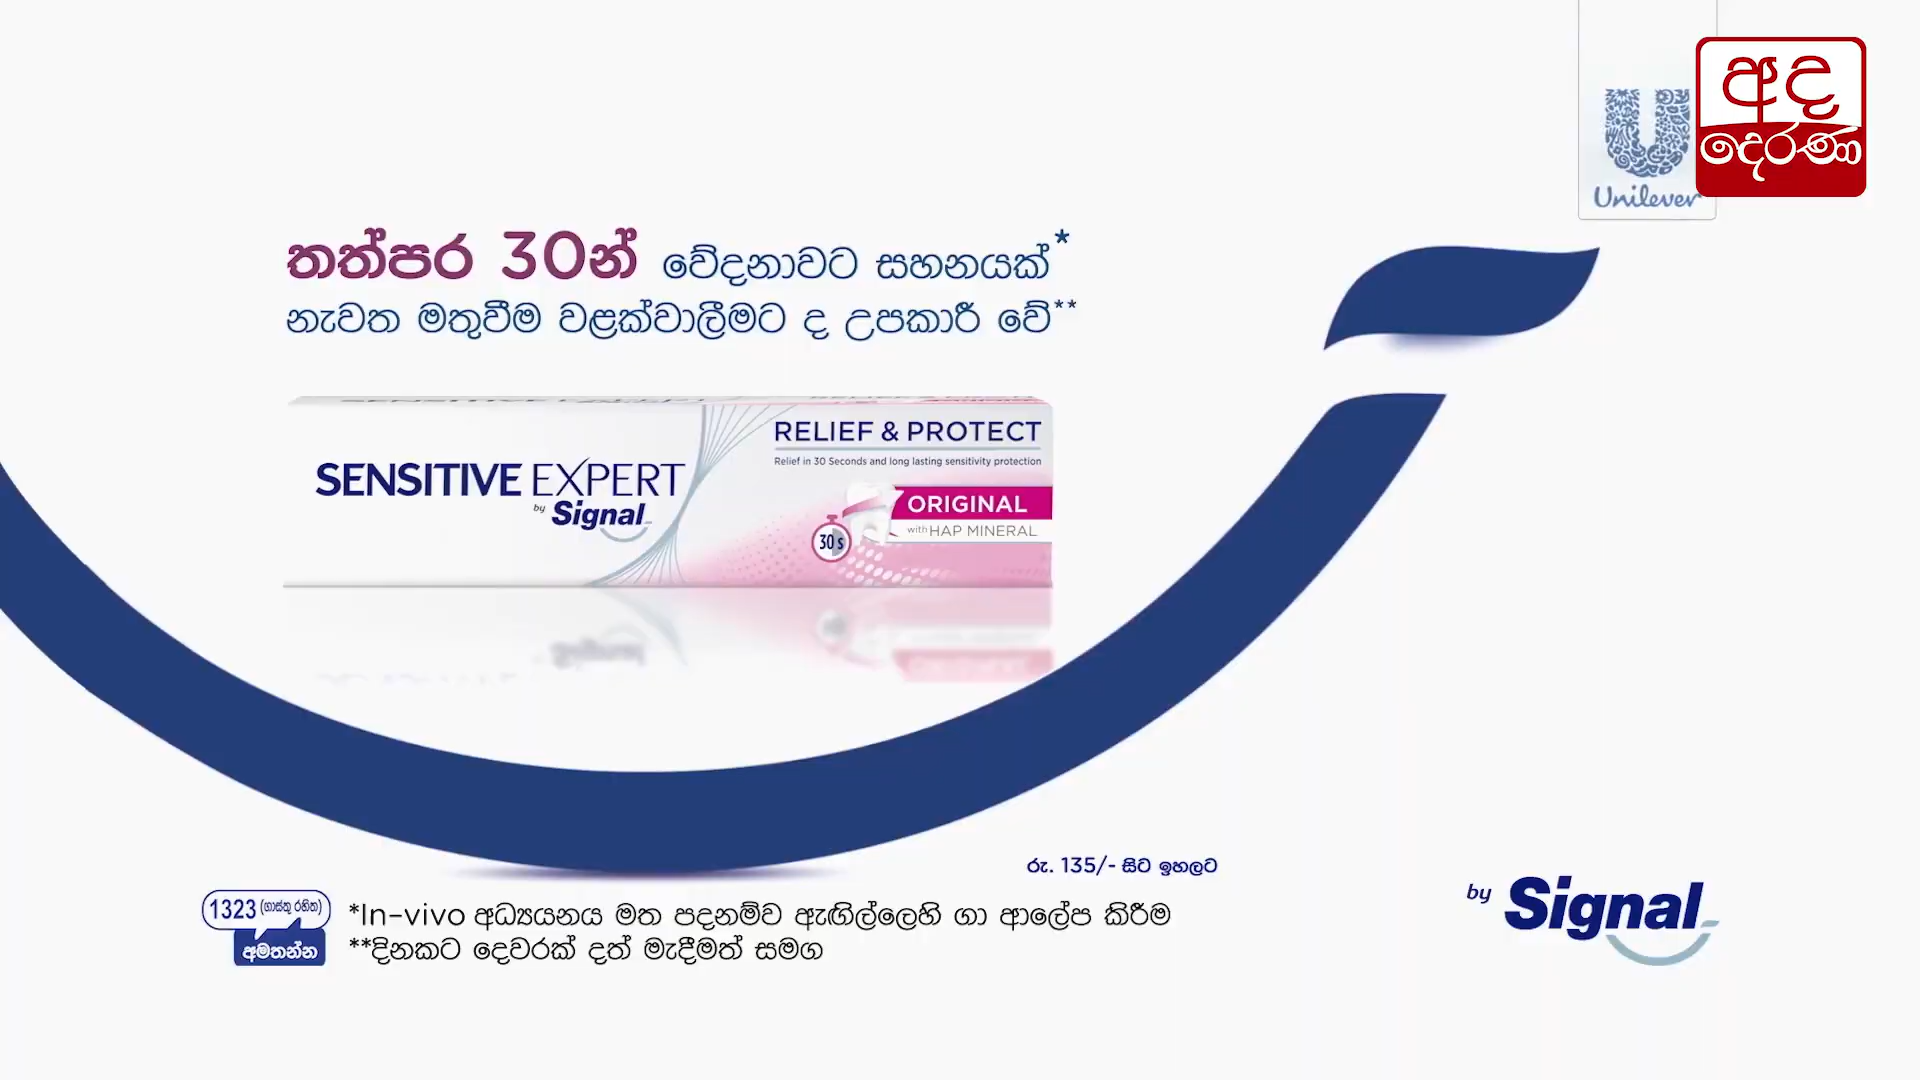 අද
දෙරණ
Unilever
තත්පර 30න් වේදනාවට සහනයක්*
නැවත මතුවීම වළක්වාලීමට ද උපකාරී වේ**
RELIEF & PROTECT
Relief in 30 Seconds and long lasting sensitivity protection
SENSITIVE EXPERT
by Signal
ORIGINAL
with HAP MINERAL
30 s
රු. 135/- සිට ඉහලට
1323 (ගාස්තු රහිත)
අමතන්න
*In-vivo අධ්‍යයනය මත පදනම්ව ඇඟිල්ලෙහි ගා ආලේප කිරීම
**දිනකට දෙවරක් දත් මැදීමත් සමග
by Signal